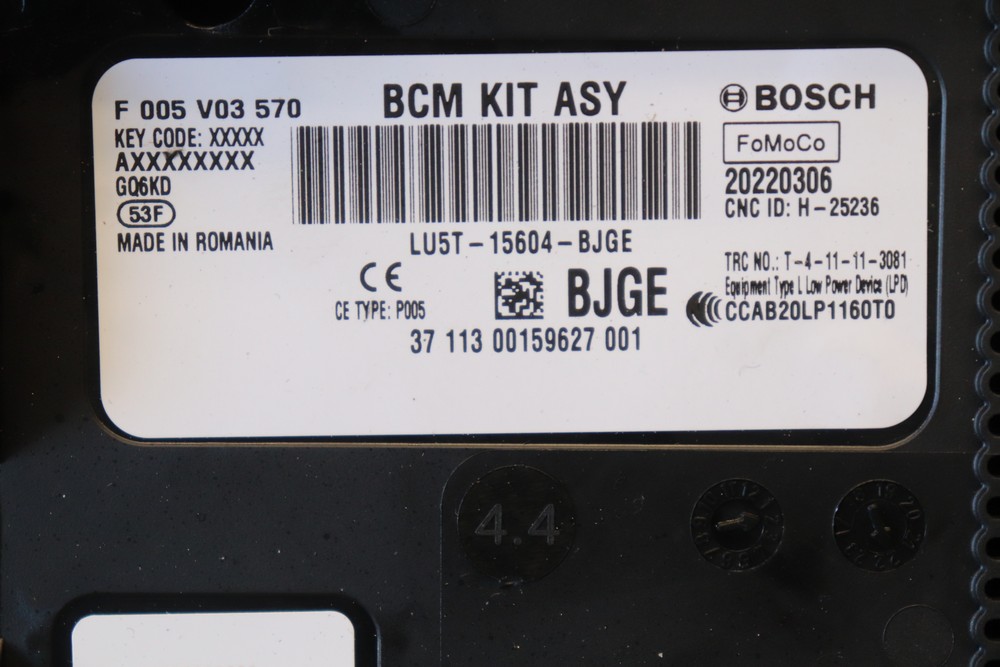 F 005 V03 570
BCM KIT ASY
BOSCH
KEY CODE: XXXXX
AXXXXXXXXX
GQ6KD
53F
MADE IN ROMANIA
FoMoCo
20220306
CNC ID: H-25236
LU5T-15604-BJGE
CE
CE TYPE: P005
BJGE
TRC NO.: T-4-11-11-3081
Equipment Type I, Low Power Device (LPD)
CCAB20LP1160T0
37 113 00159627 001
4.4